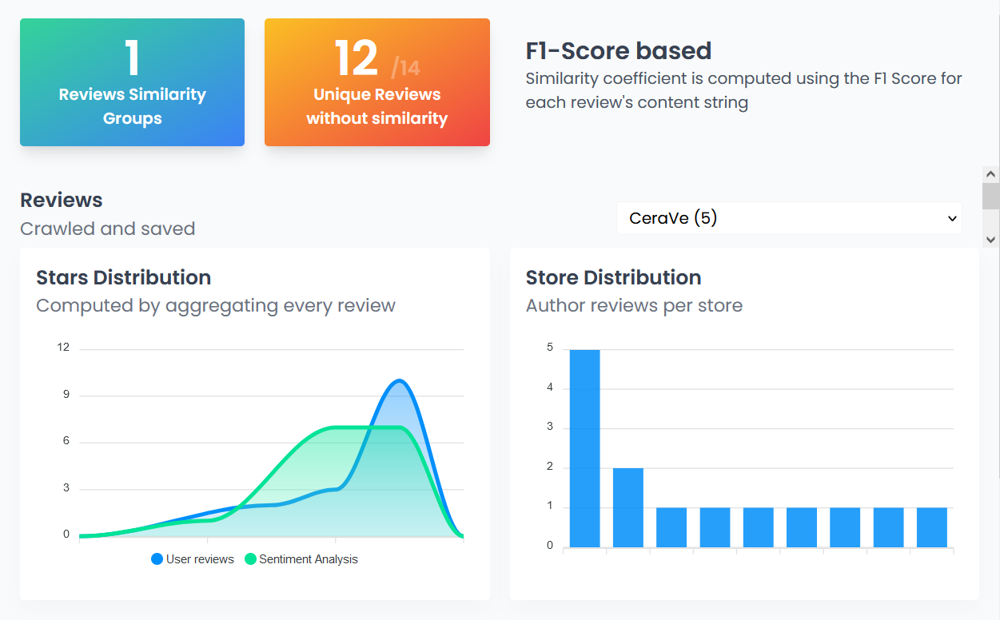 1
Reviews Similarity
Groups
12 /14
Unique Reviews
without similarity
F1-Score based
Similarity coefficient is computed using the F1 Score for
each review's content string
Reviews
Crawled and saved
CeraVe (5)
Stars Distribution
Computed by aggregating every review
12
9
6
3
0
User reviews Sentiment Analysis
Store Distribution
Author reviews per store
5
4
3
2
1
0